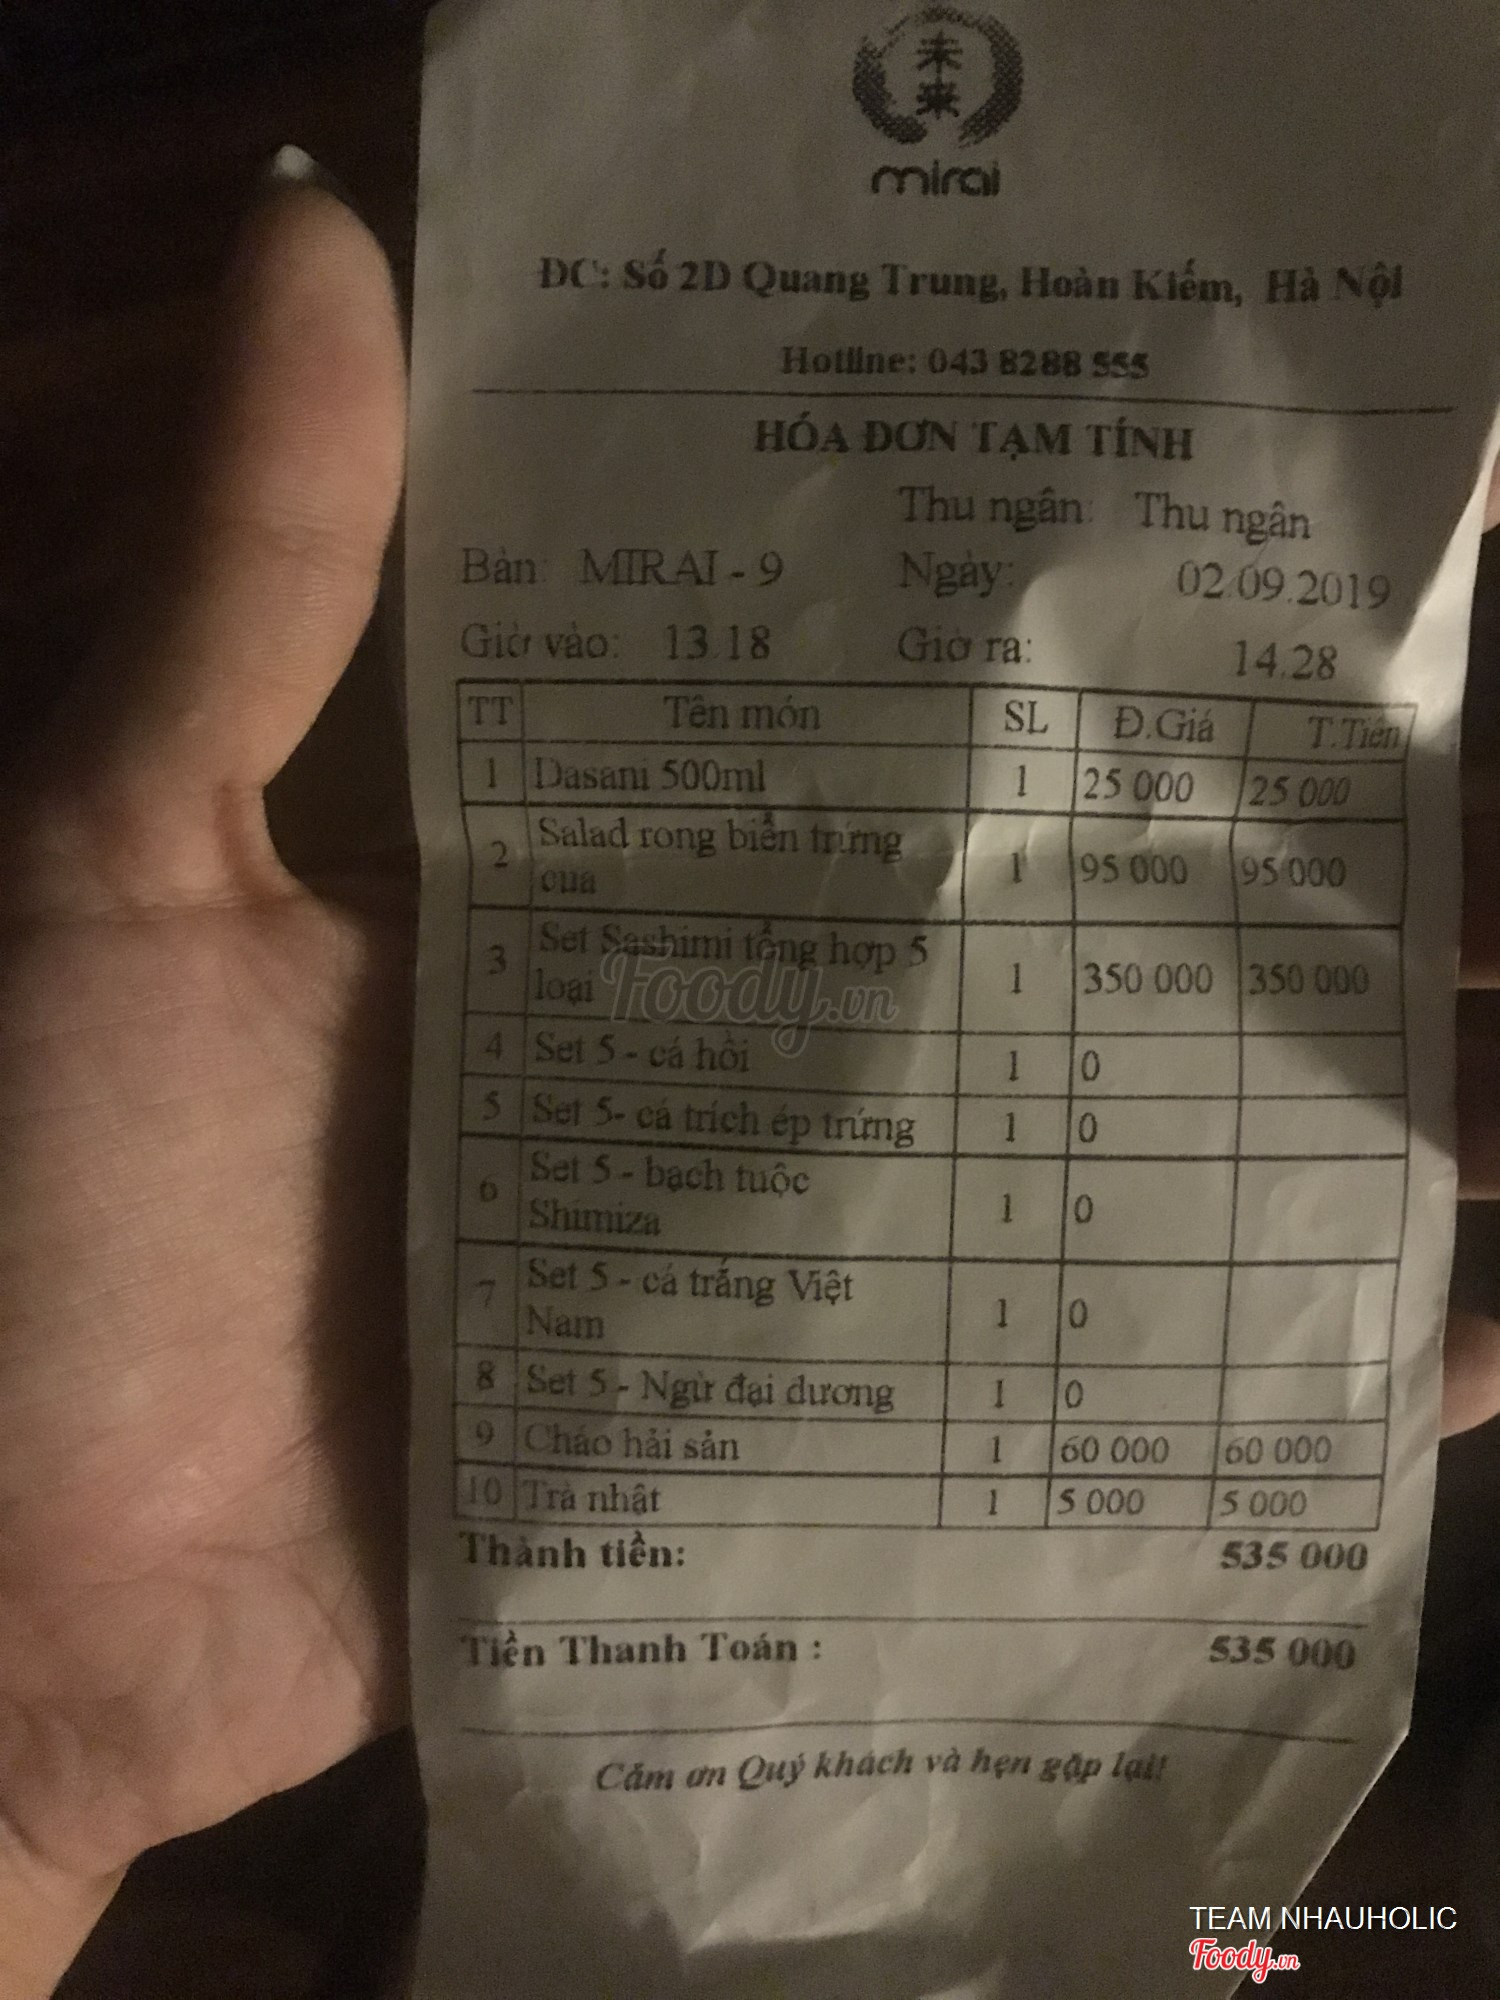 未
来
mirai
ĐC: Số 2D Quang Trung, Hoàn Kiếm, Hà Nội
Hotline: 043 8288 555
HÓA ĐƠN TẠM TÍNH
Thu ngân: Thu ngân
Bàn: MIRAI - 9 Ngày: 02.09.2019
Giờ vào: 13.18 Giờ ra: 14.28
TT Tên món SL Đ.Giá T.Tiền
1 Dasani 500ml 1 25 000 25 000
2 Salad rong biển trứng
cua 1 95 000 95 000
3 Set Sashimi tổng hợp 5
loại 1 350 000 350 000
Foody.vn
4 Set 5 - cá hồi 1 0
5 Set 5- cá trích ép trứng 1 0
6 Set 5 - bạch tuộc
Shimiza 1 0
7 Set 5 - cá trắng Việt
Nam 1 0
8 Set 5 - Ngừ đại dương 1 0
9 Cháo hải sản 1 60 000 60 000
10 Trà nhật 1 5 000 5 000
Thành tiền: 535 000
Tiền Thanh Toán : 535 000
Cảm ơn Quý khách và hẹn gặp lại!
TEAM NHAUHOLIC
Foody.vn